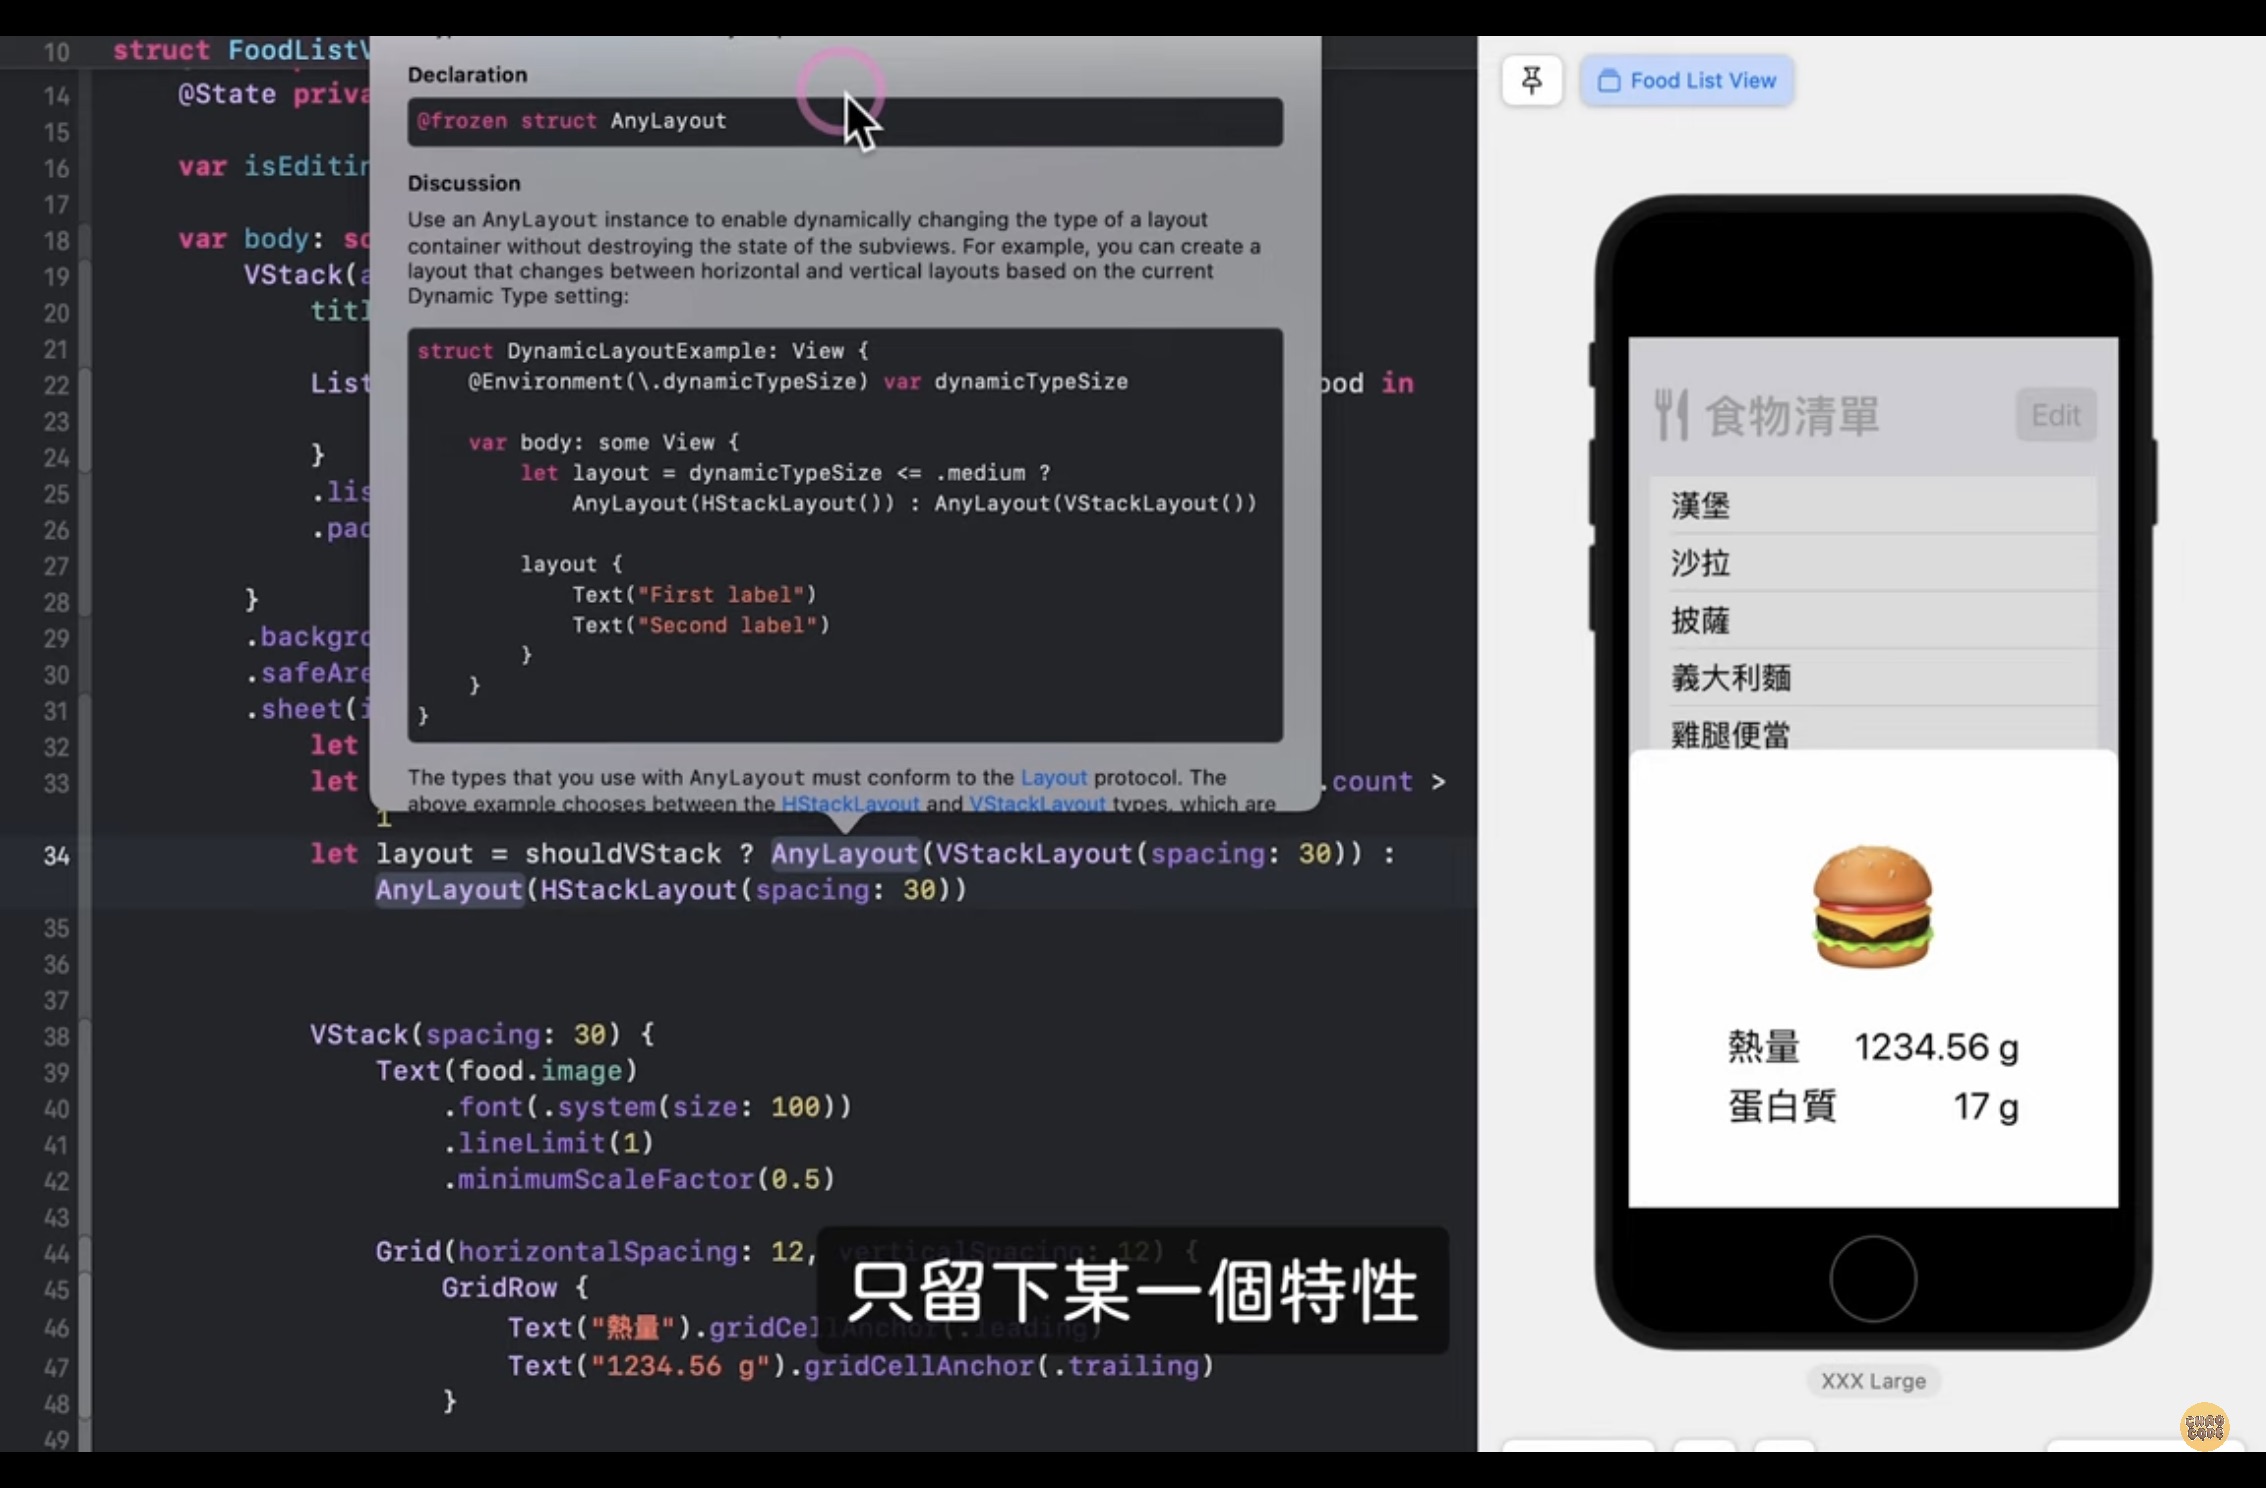 10 struct FoodListV
14 @State priva
15
16 var isEditin
17
18 var body: so
19 VStack(a
20 titl
21
22 List
ood in
23
24 }
25 .lis
26 .pad
27
28 }
29 .backgro
30 .safeAre
31 .sheet(i
32 let
33 let
.count >
1
34 let layout = shouldVStack ? AnyLayout(VStackLayout(spacing: 30)) :
AnyLayout(HStackLayout(spacing: 30))
35
36
37
38 VStack(spacing: 30) {
39 Text(food.image)
40 .font(.system(size: 100))
41 .lineLimit(1)
42 .minimumScaleFactor(0.5)
43
44 Grid(horizontalSpacing: 12, verticalSpacing: 12) {
45 GridRow {
46 Text("熱量").gridCellAnchor(.leading)
47 Text("1234.56 g").gridCellAnchor(.trailing)
48 }
49
Declaration
@frozen struct AnyLayout
Discussion
Use an AnyLayout instance to enable dynamically changing the type of a layout
container without destroying the state of the subviews. For example, you can create a
layout that changes between horizontal and vertical layouts based on the current
Dynamic Type setting:
struct DynamicLayoutExample: View {
@Environment(\.dynamicTypeSize) var dynamicTypeSize
var body: some View {
let layout = dynamicTypeSize <= .medium ?
AnyLayout(HStackLayout()) : AnyLayout(VStackLayout())
layout {
Text("First label")
Text("Second label")
}
}
}
The types that you use with AnyLayout must conform to the Layout protocol. The
above example chooses between the HStackLayout and VStackLayout types, which are
只留下某一個特性
Food List View
食物清單
Edit
漢堡
沙拉
披薩
義大利麵
雞腿便當
熱量 1234.56 g
蛋白質 17 g
XXX Large
CHAO
CODE